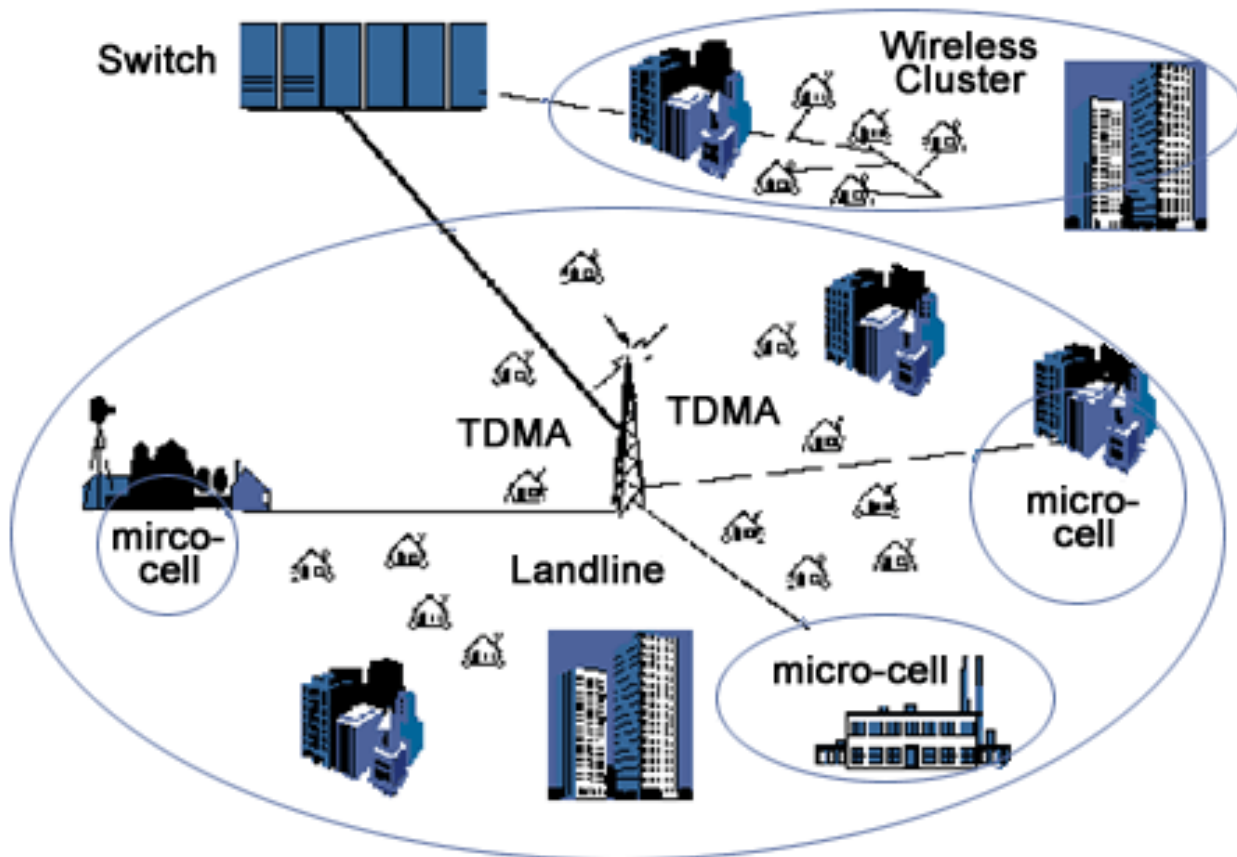 Switch
Wireless
Cluster
TDMA
TDMA
mirco-
cell
micro-
cell
Landline
micro-cell